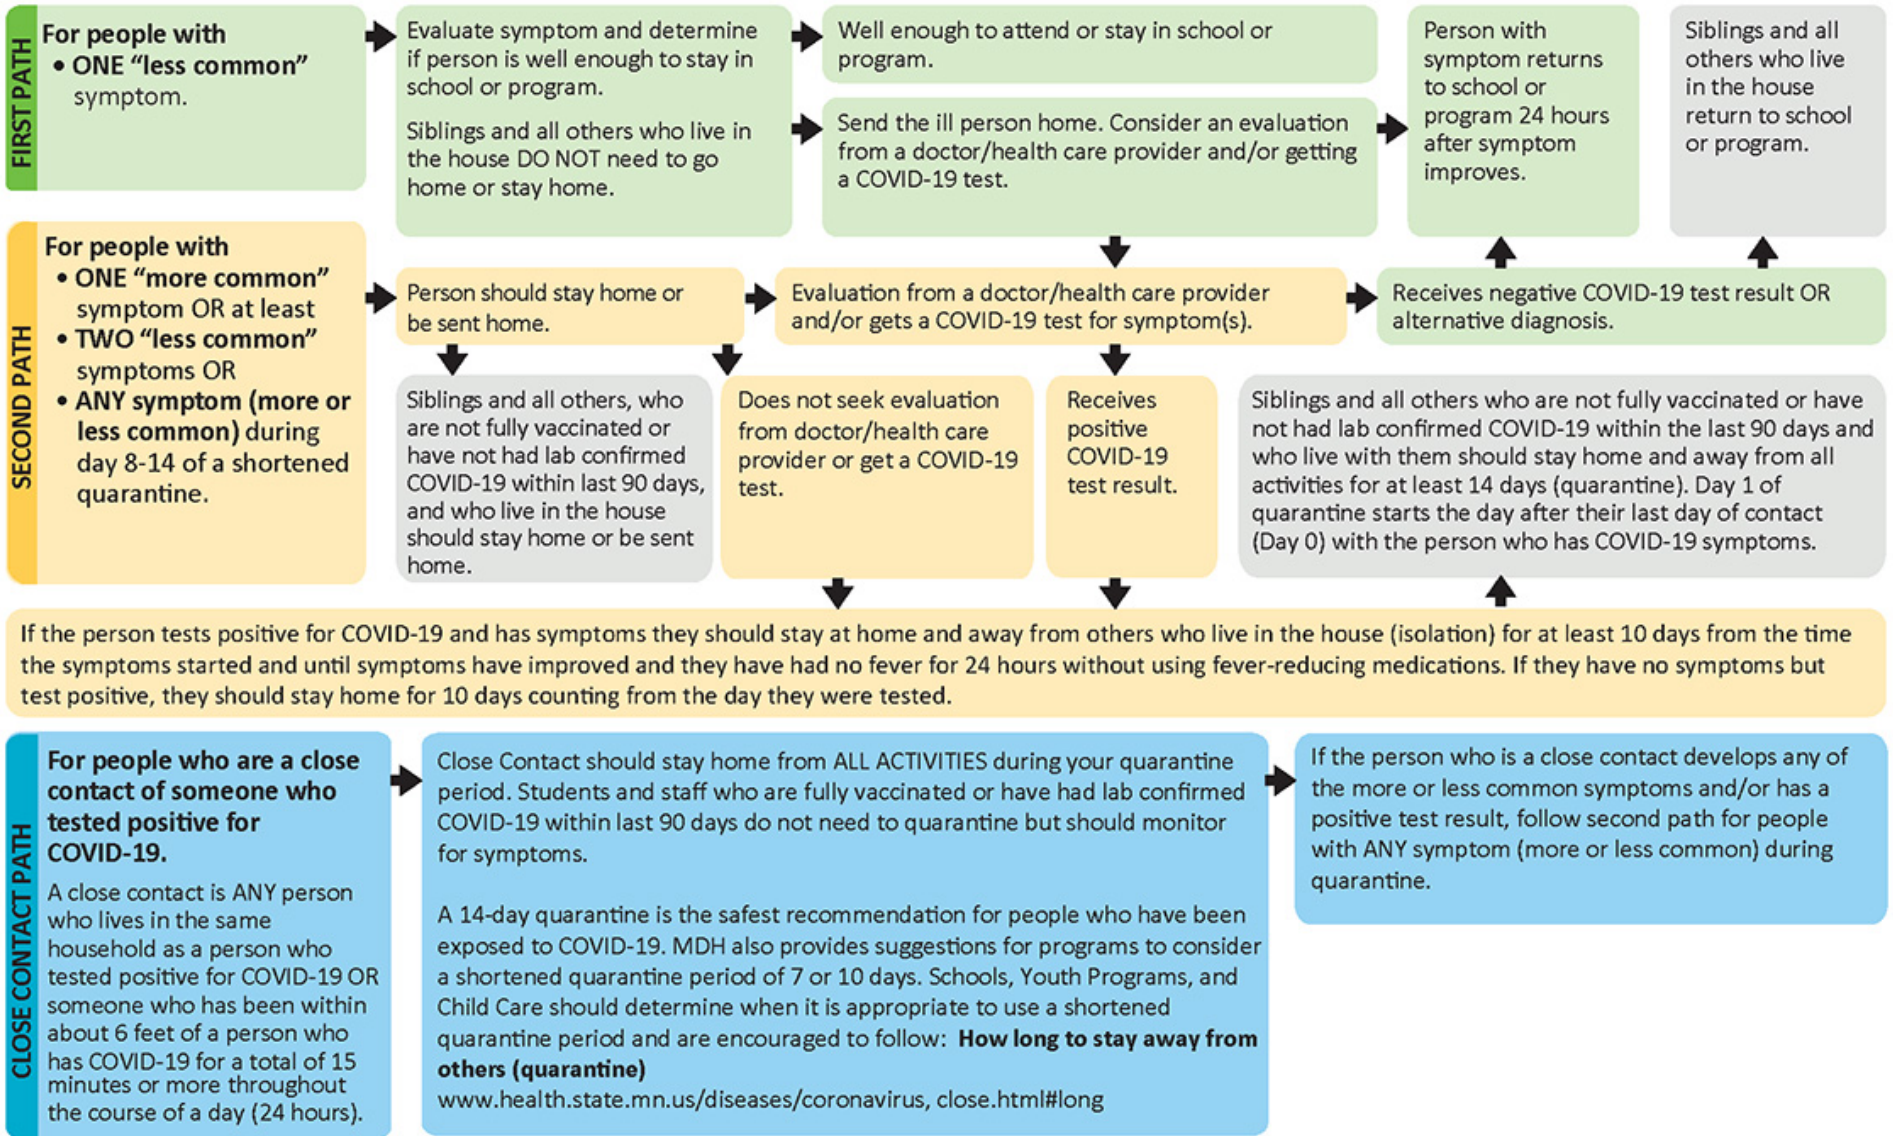 FIRST PATH
For people with
• ONE “less common”
symptom.
Evaluate symptom and determine
if person is well enough to stay in
school or program.
Siblings and all others who live in
the house DO NOT need to go
home or stay home.
Well enough to attend or stay in school or
program.
Send the ill person home. Consider an evaluation
from a doctor/health care provider and/or getting
a COVID-19 test.
Person with
symptom returns
to school or
program 24 hours
after symptom
improves.
Siblings and all
others who live
in the house
return to school
or program.
SECOND PATH
For people with
• ONE “more common”
symptom OR at least
• TWO “less common”
symptoms OR
• ANY symptom (more or
less common) during
day 8-14 of a shortened
quarantine.
Person should stay home or
be sent home.
Evaluation from a doctor/health care provider
and/or gets a COVID-19 test for symptom(s).
Receives negative COVID-19 test result OR
alternative diagnosis.
Siblings and all others, who
are not fully vaccinated or
have not had lab confirmed
COVID-19 within last 90 days,
and who live in the house
should stay home or be sent
home.
Does not seek evaluation
from doctor/health care
provider or get a COVID-19
test.
Receives
positive
COVID-19
test result.
Siblings and all others who are not fully vaccinated or have
not had lab confirmed COVID-19 within the last 90 days and
who live with them should stay home and away from all
activities for at least 14 days (quarantine). Day 1 of
quarantine starts the day after their last day of contact
(Day 0) with the person who has COVID-19 symptoms.
If the person tests positive for COVID-19 and has symptoms they should stay at home and away from others who live in the house (isolation) for at least 10 days from the time
the symptoms started and until symptoms have improved and they have had no fever for 24 hours without using fever-reducing medications. If they have no symptoms but
test positive, they should stay home for 10 days counting from the day they were tested.
CLOSE CONTACT PATH
For people who are a close
contact of someone who
tested positive for
COVID-19.
A close contact is ANY person
who lives in the same
household as a person who
tested positive for COVID-19 OR
someone who has been within
about 6 feet of a person who
has COVID-19 for a total of 15
minutes or more throughout
the course of a day (24 hours).
Close Contact should stay home from ALL ACTIVITIES during your quarantine
period. Students and staff who are fully vaccinated or have had lab confirmed
COVID-19 within last 90 days do not need to quarantine but should monitor
for symptoms.
A 14-day quarantine is the safest recommendation for people who have been
exposed to COVID-19. MDH also provides suggestions for programs to consider
a shortened quarantine period of 7 or 10 days. Schools, Youth Programs, and
Child Care should determine when it is appropriate to use a shortened
quarantine period and are encouraged to follow: How long to stay away from
others (quarantine)
www.health.state.mn.us/diseases/coronavirus, close.html#long
If the person who is a close contact develops any of
the more or less common symptoms and/or has a
positive test result, follow second path for people
with ANY symptom (more or less common) during
quarantine.